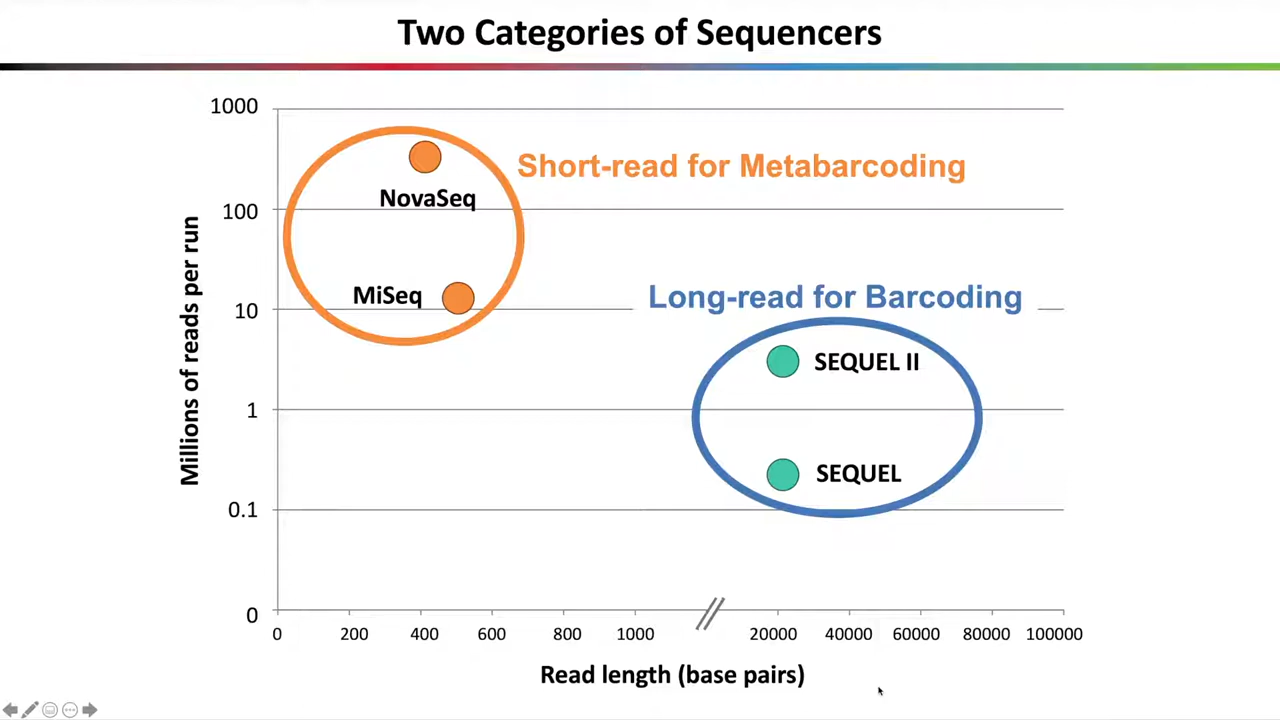 Two Categories of Sequencers
1000
Short-read for Metabarcoding
NovaSeq
100
Millions of reads per run
MiSeq
Long-read for Barcoding
10
SEQUEL II
1
SEQUEL
0.1
0
0 200 400 600 800 1000 20000 40000 60000 80000 100000
Read length (base pairs)